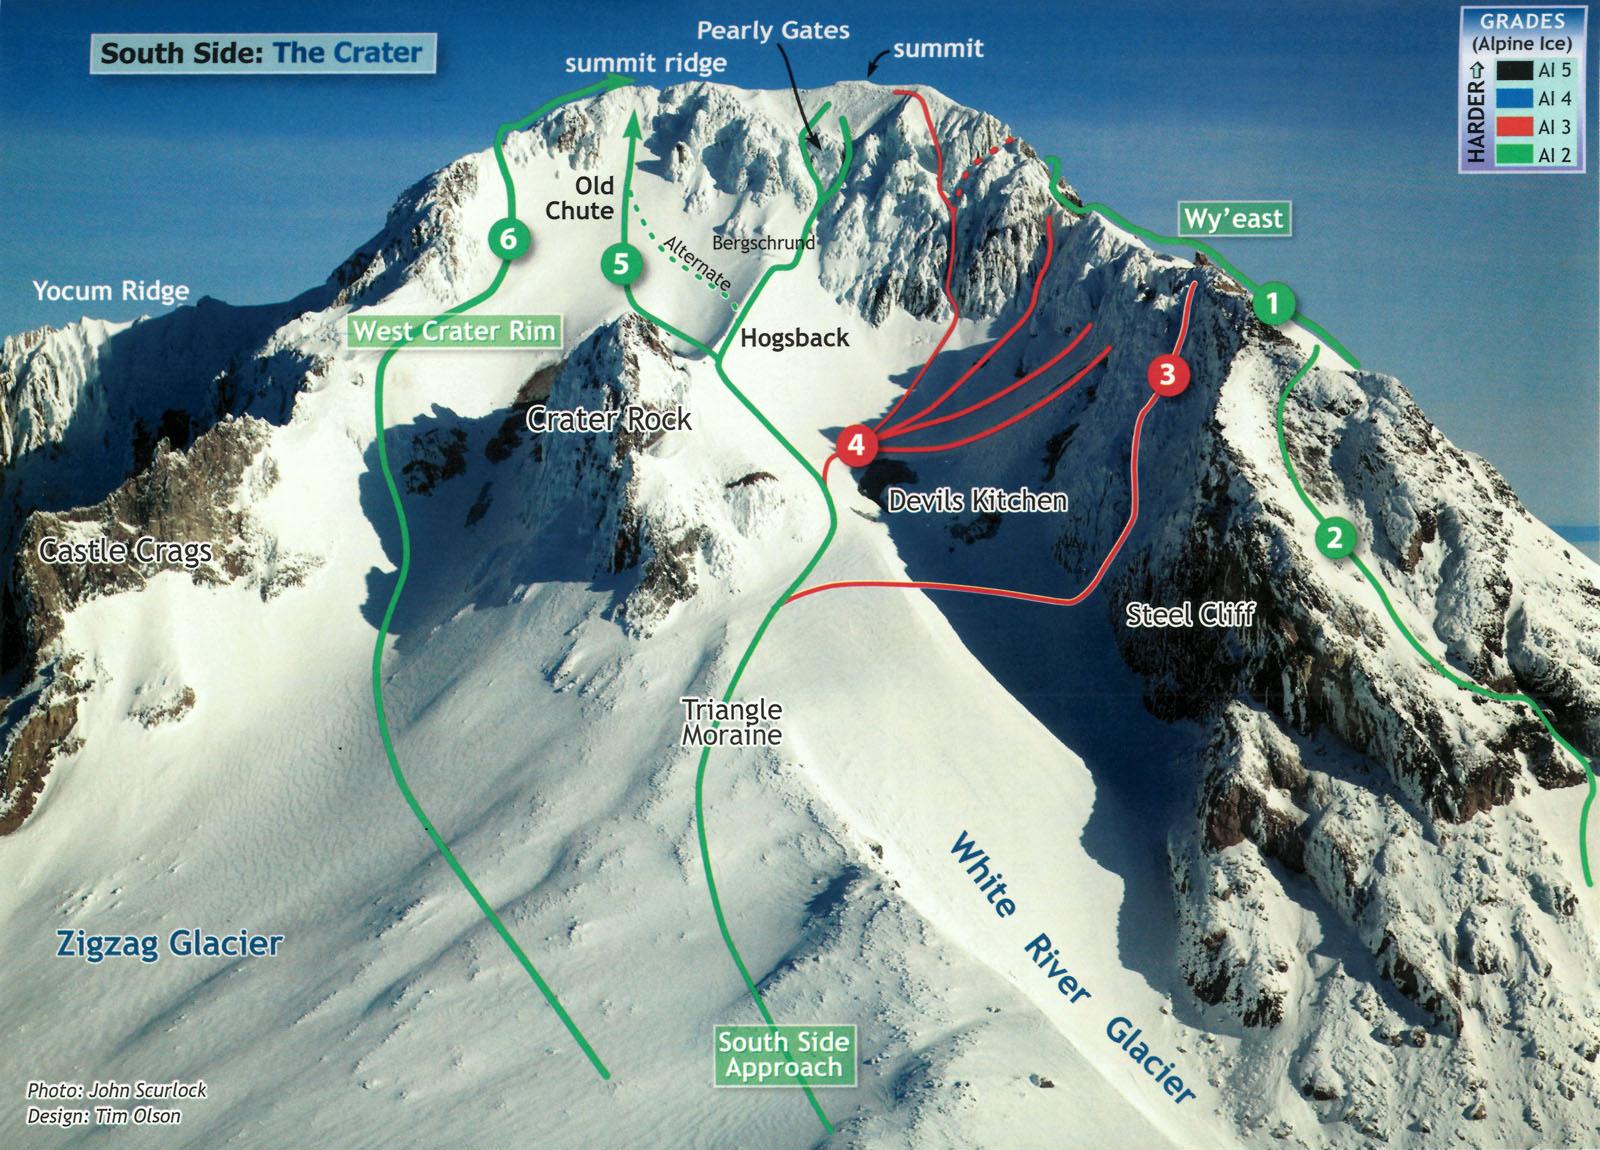 South Side: The Crater
Pearly Gates
summit
summit ridge
GRADES
(Alpine Ice)
HARDER
AI 5
AI 4
AI 3
AI 2
Old
Chute
6
5
Alternate
Bergschrund
Wy'east
1
Yocum Ridge
West Crater Rim
Hogsback
3
Crater Rock
4
Devils Kitchen
2
Castle Crags
Steel Cliff
Triangle
Moraine
White River Glacier
Zigzag Glacier
South Side
Approach
Photo: John Scurlock
Design: Tim Olson